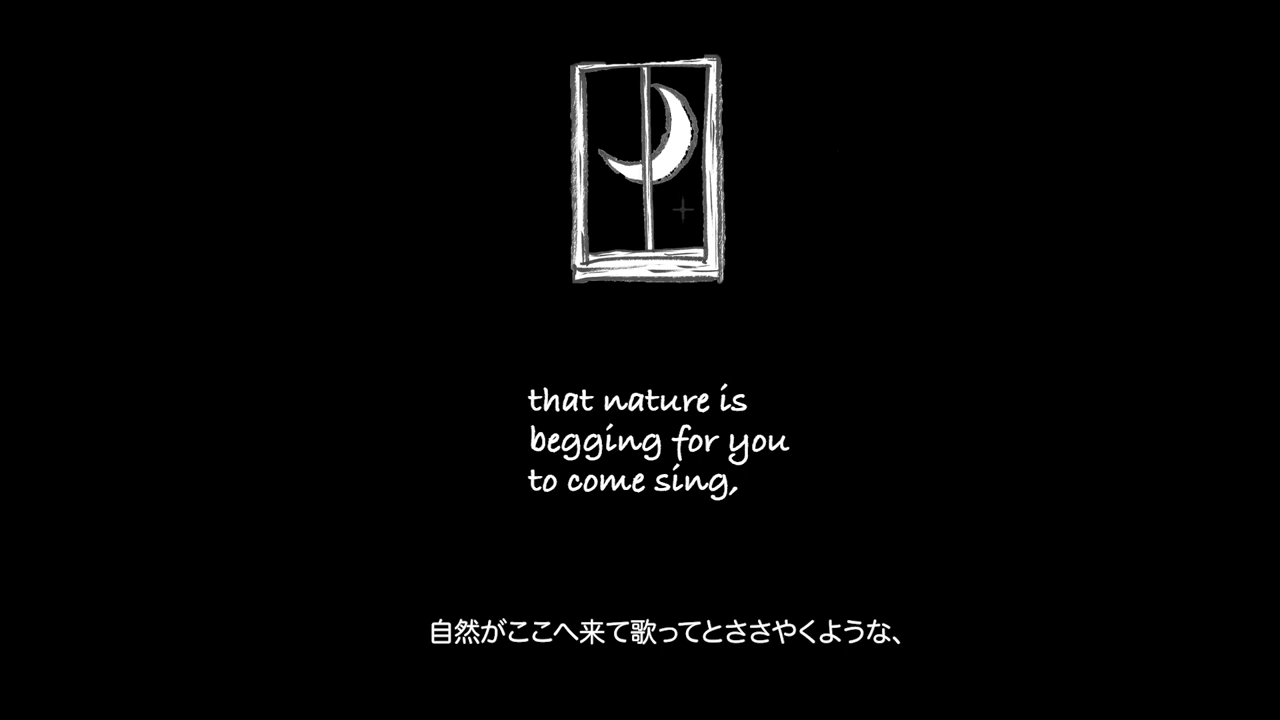 that nature is
begging for you
to come sing,
自然がここへ来て歌ってとささやくような、